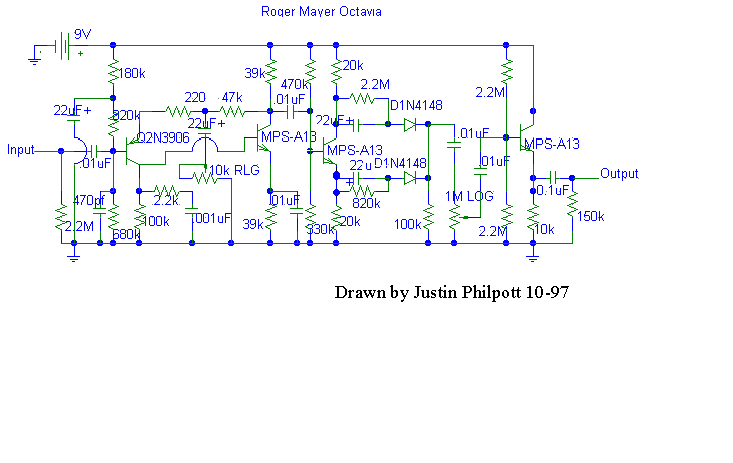 Roger Mayer Octavia
9V
+
180k
39k
470k
20k
2.2M
2.2M
220
47k
.01uF
D1N4148
22uF+
820k
22uF+
22uF+
.01uF
Q2N3906
MPS-A13
MPS-A13
MPS-A13
Input
.01uF
10k RLG
22u
D1N4148
.01uF
+
Output
470pf
2.2k
.01uF
820k
1M LOG
0.1uF
2.2M
680k
100k
.001uF
39k
330k
20k
100k
2.2M
10k
150k
Drawn by Justin Philpott 10-97